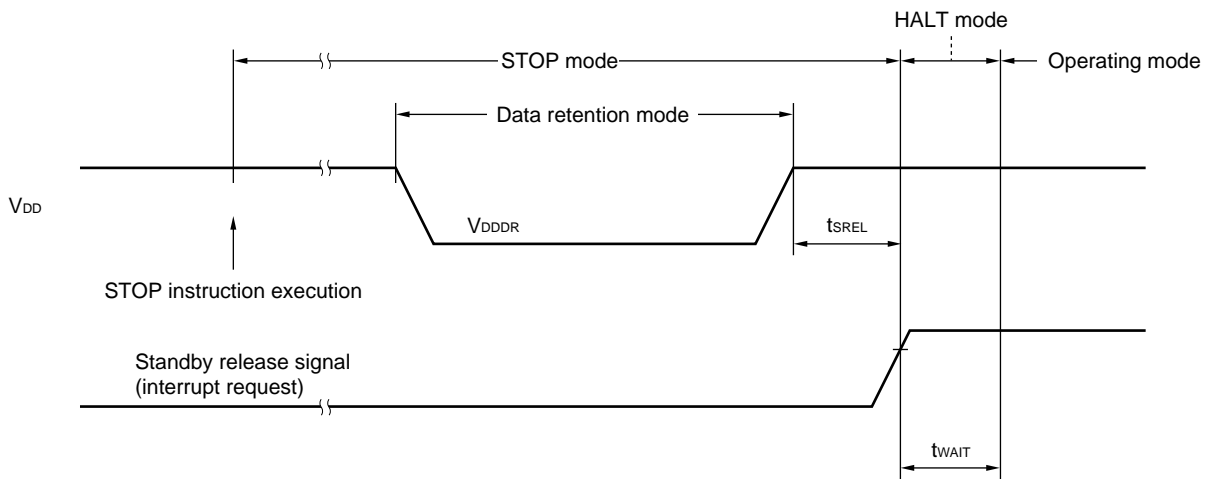 HALT mode
STOP mode
Operating mode
Data retention mode
VDD
VDDDR
tSREL
STOP instruction execution
Standby release signal
(interrupt request)
tWAIT